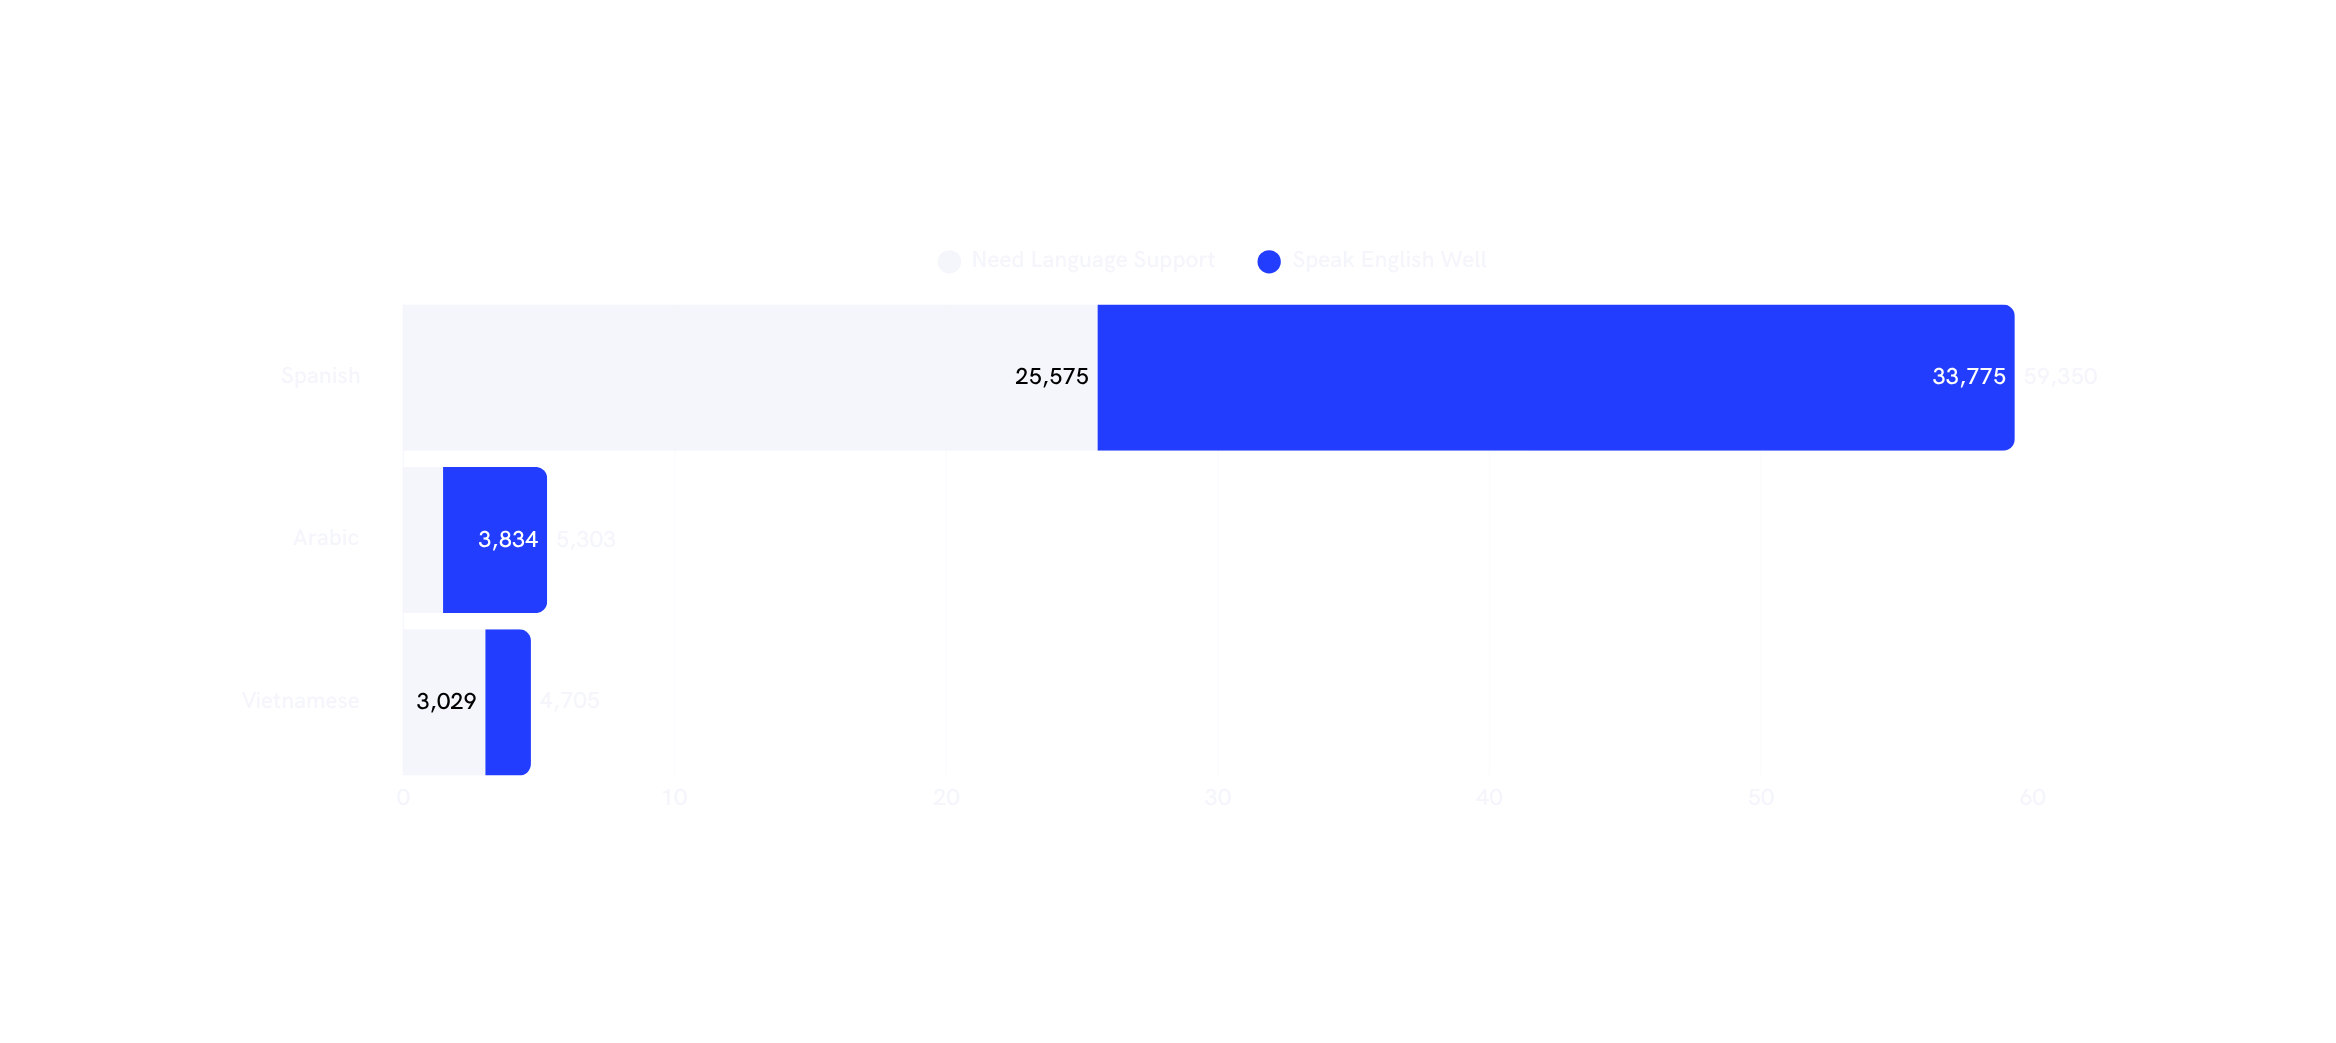 Need Language Support Speak English Well
Spanish 25,575 33,775 59,350
Arabic 3,834 5,303
Vietnamese 3,029 4,705
0 10 20 30 40 50 60